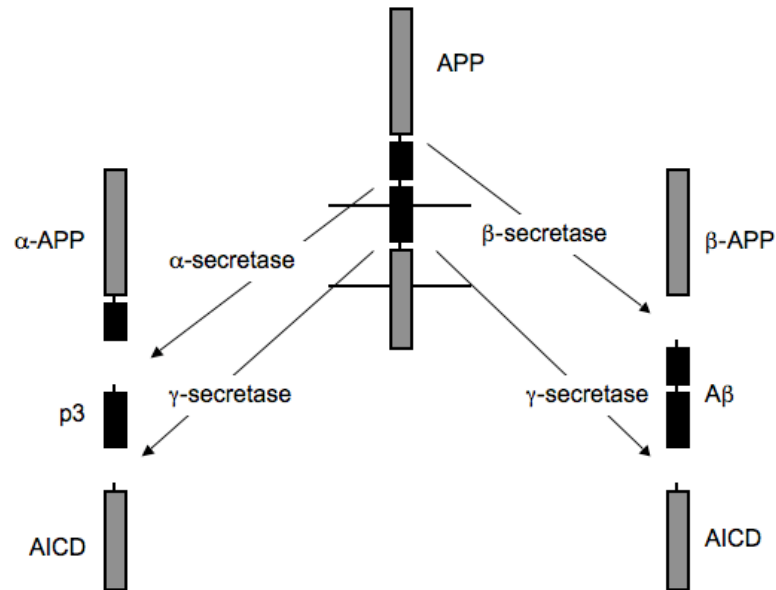 APP
α-APP
α-secretase
β-secretase
β-APP
p3
γ-secretase
γ-secretase
Aβ
AICD
AICD